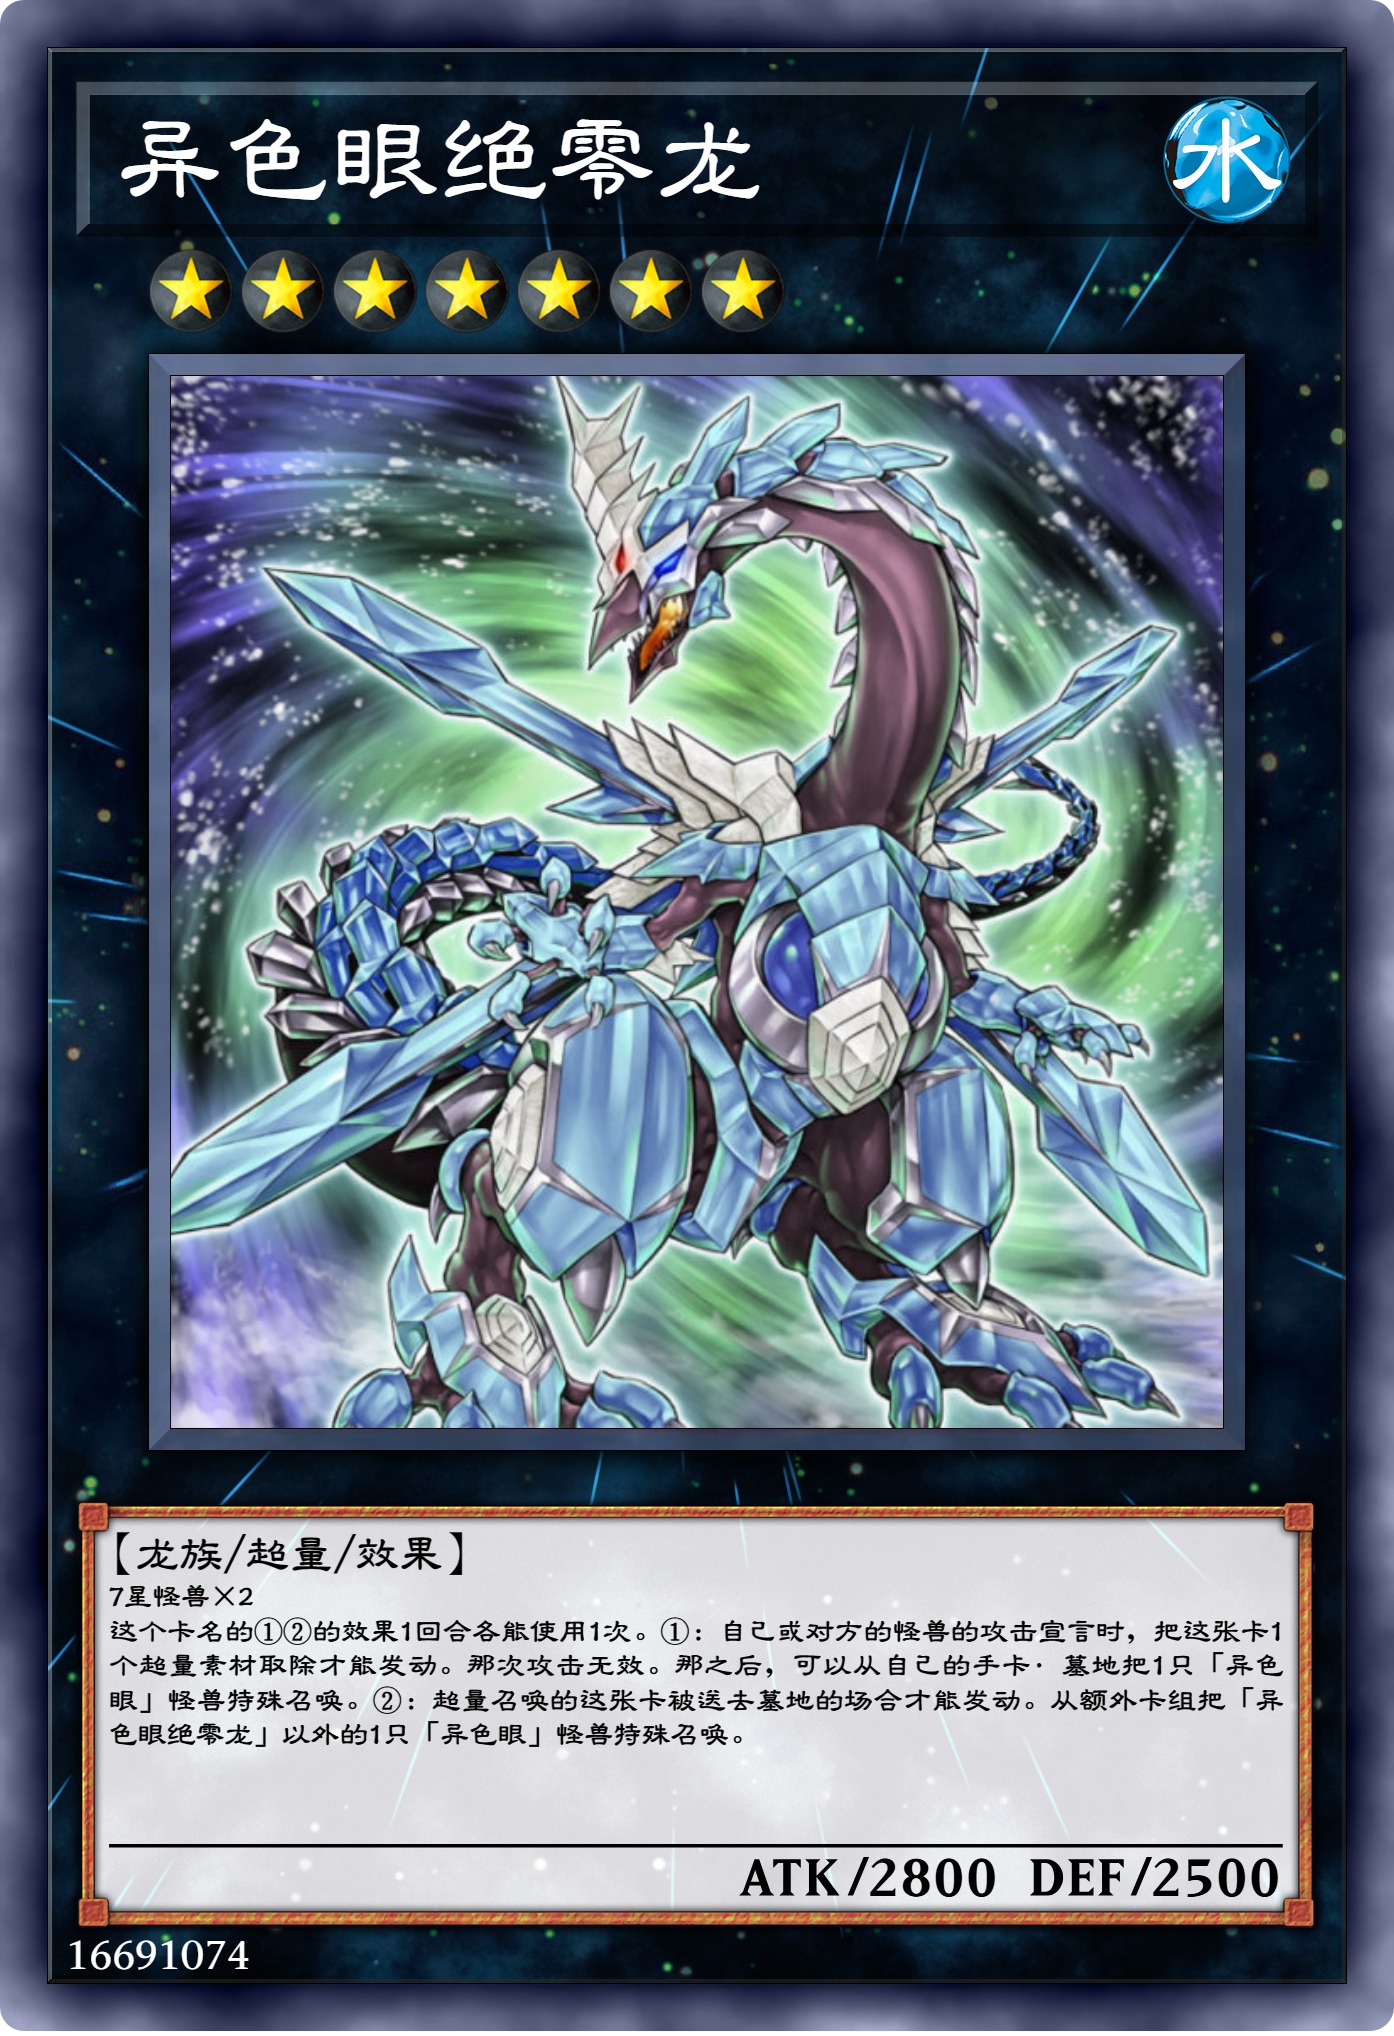 异色眼绝零龙
水
【龙族/超量/效果】
7星怪兽×2
这个卡名的①②的效果1回合各能使用1次。①：自己或对方的怪兽的攻击宣言时，把这张卡1
个超量素材取除才能发动。那次攻击无效。那之后，可以从自己的手卡·墓地把1只「异色
眼」怪兽特殊召唤。②：超量召唤的这张卡被送去墓地的场合才能发动。从额外卡组把「异
色眼绝零龙」以外的1只「异色眼」怪兽特殊召唤。
ATK/2800 DEF/2500
16691074